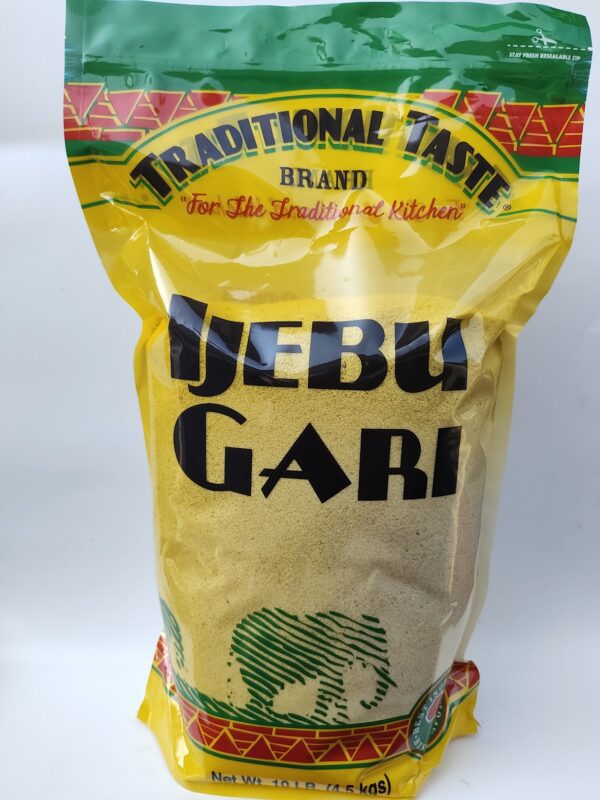 STAY FRESH RESEALABLE ZIP
TRADITIONAL TASTE®
BRAND
"For The Traditional Kitchen"
IJEBU
GARI
Net Wt. 10 LB. (4.5 kgs)